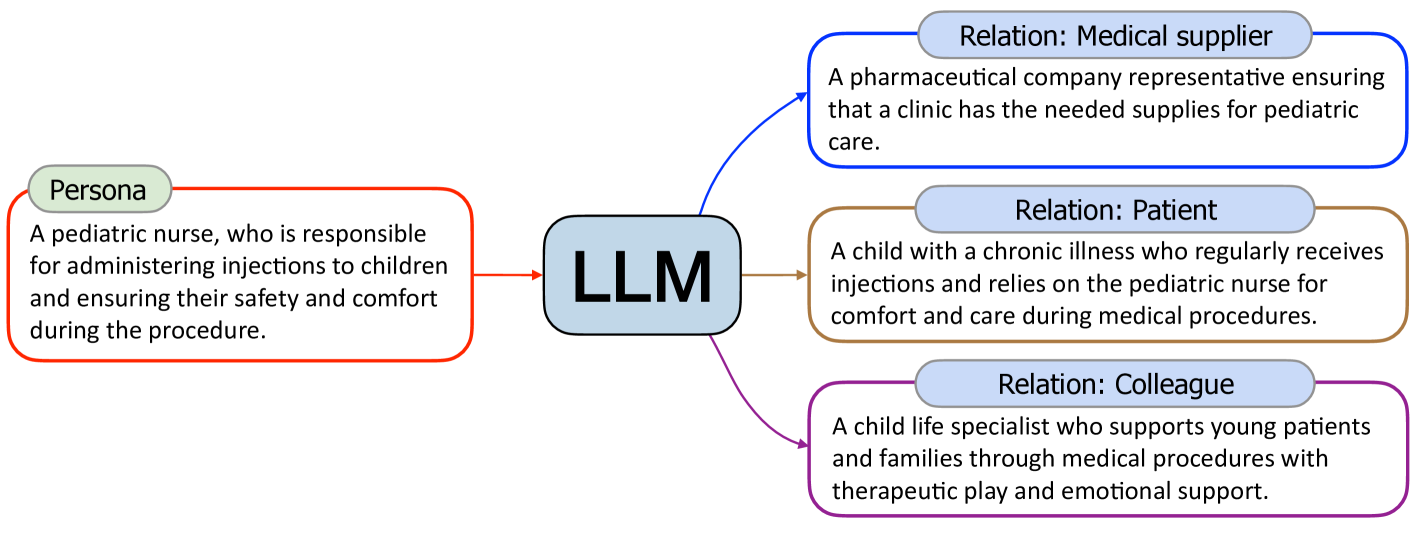 Persona
A pediatric nurse, who is responsible
for administering injections to children
and ensuring their safety and comfort
during the procedure.
LLM
Relation: Medical supplier
A pharmaceutical company representative ensuring
that a clinic has the needed supplies for pediatric
care.
Relation: Patient
A child with a chronic illness who regularly receives
injections and relies on the pediatric nurse for
comfort and care during medical procedures.
Relation: Colleague
A child life specialist who supports young patients
and families through medical procedures with
therapeutic play and emotional support.